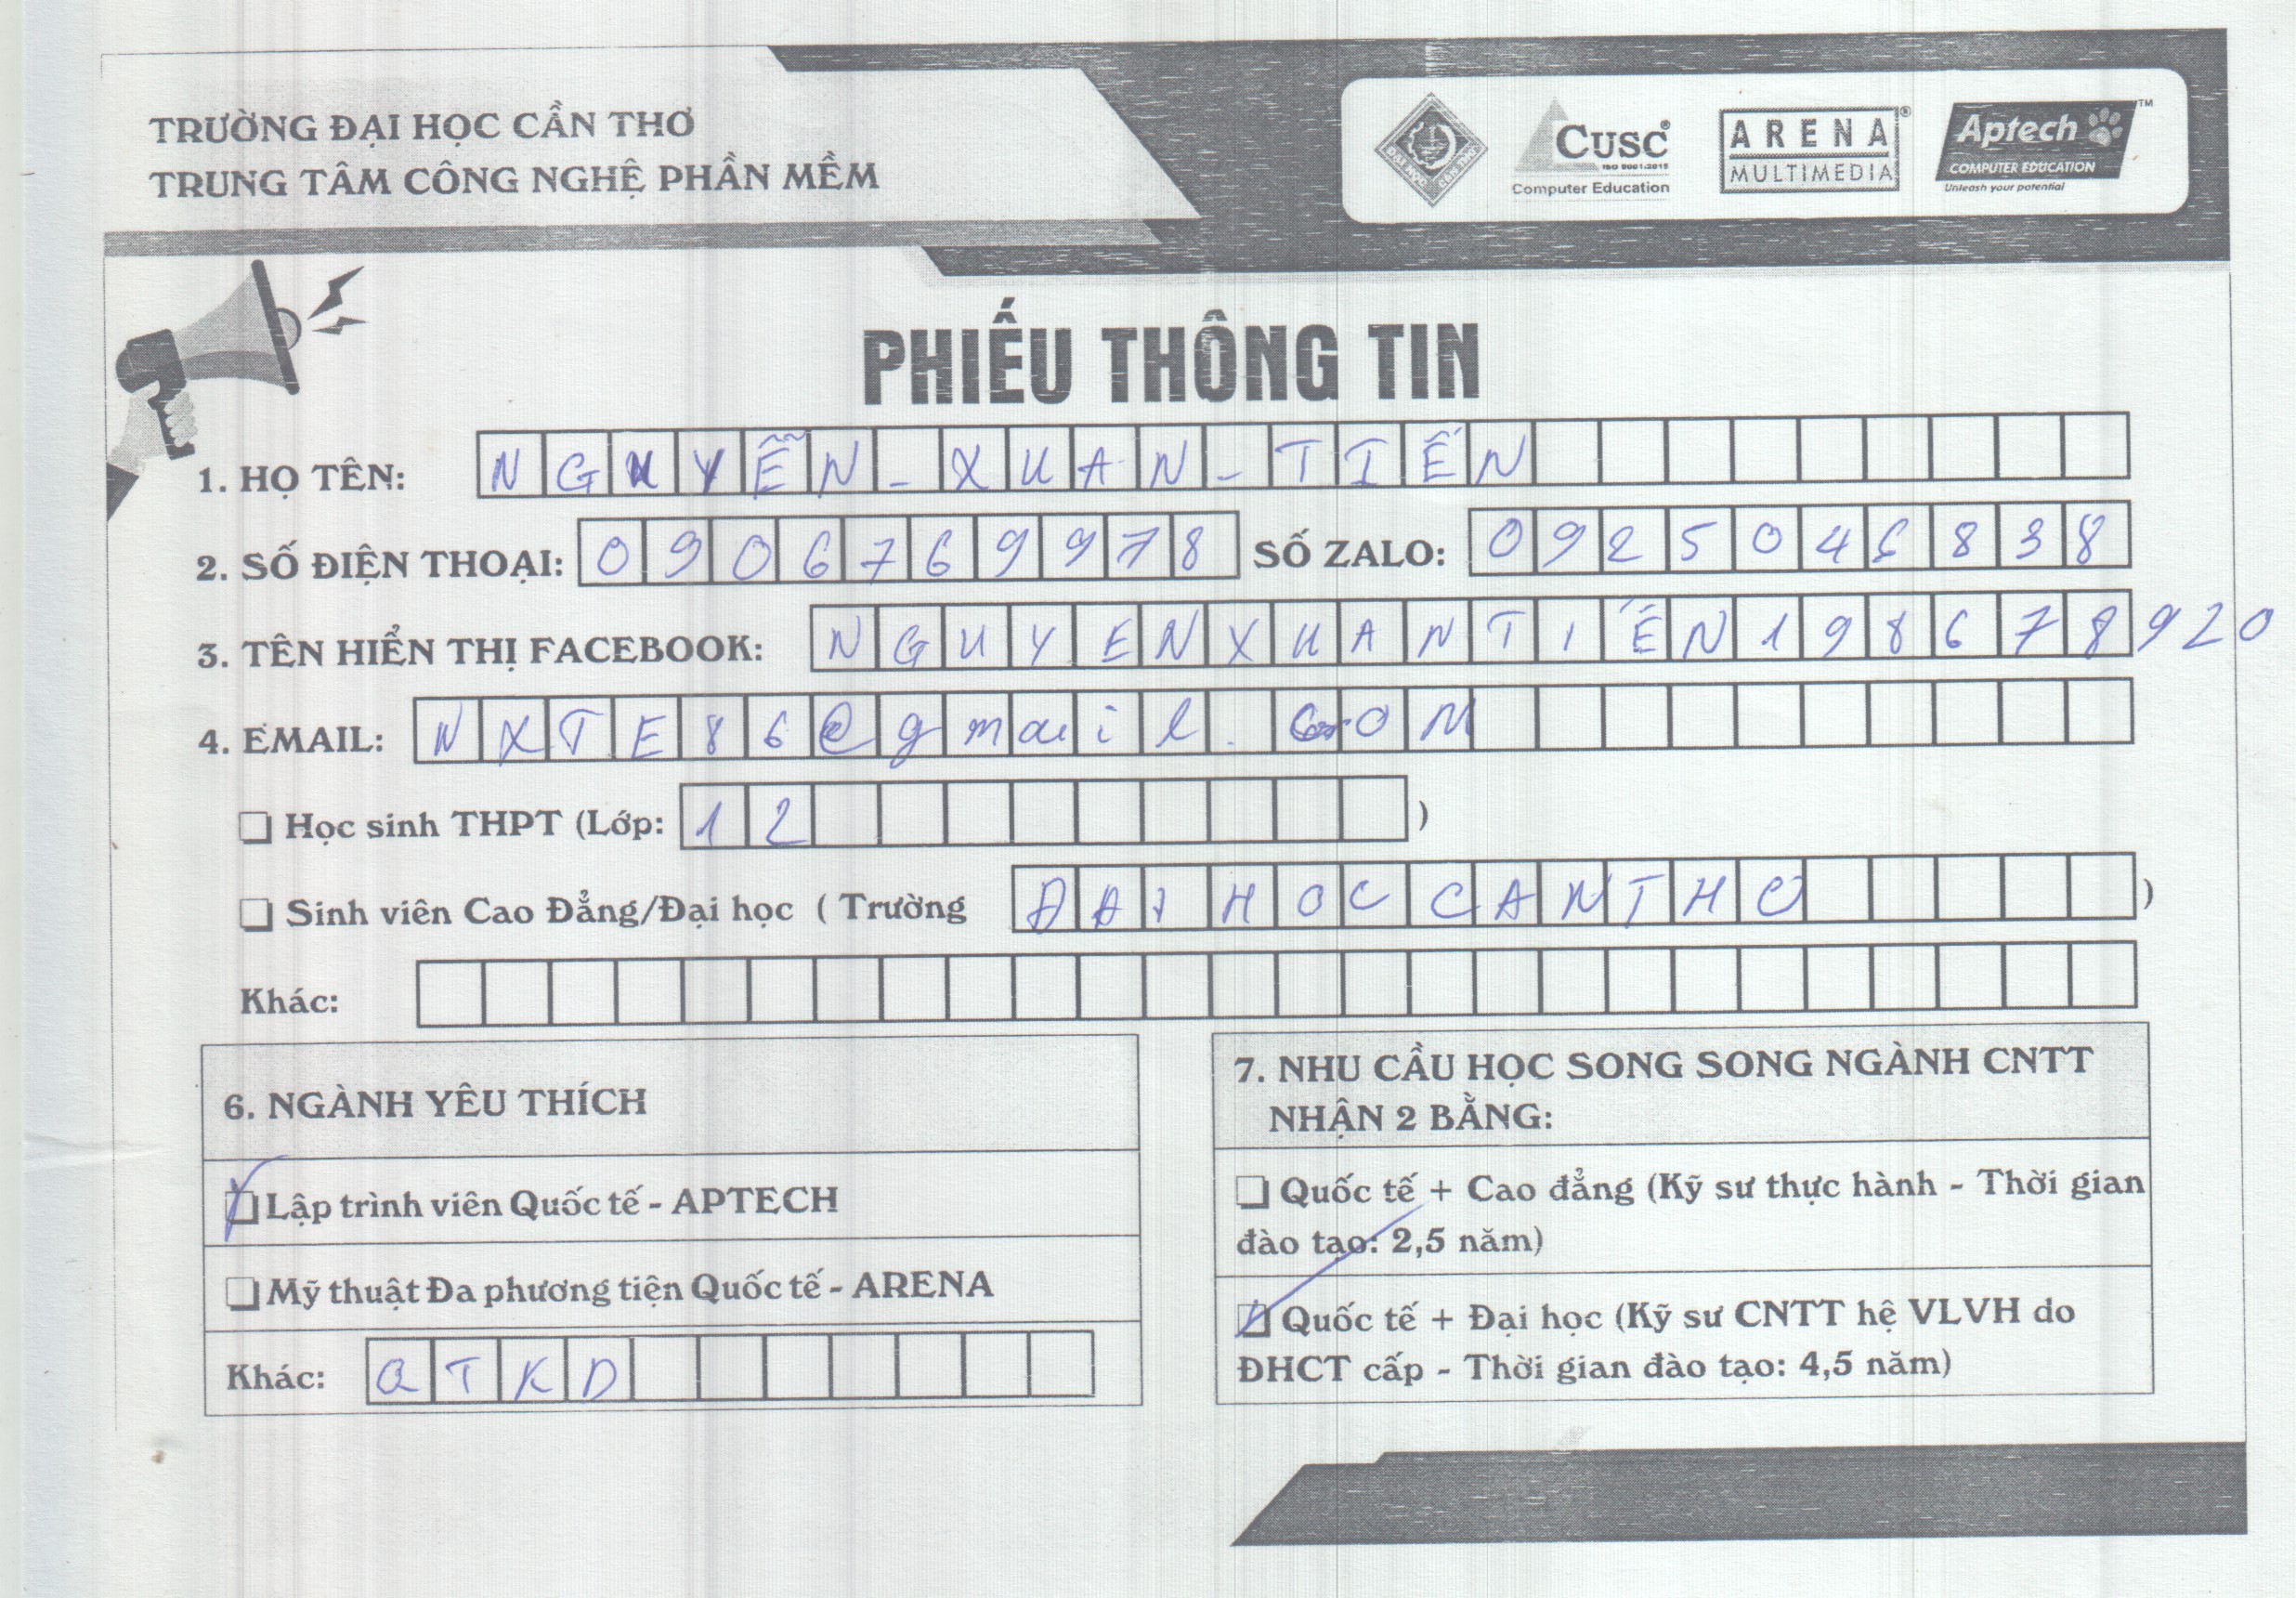 TRƯỜNG ĐẠI HỌC CẦN THƠ
TRUNG TÂM CÔNG NGHỆ PHẦN MỀM
ĐẠI HỌC CẦN THƠ
CUSC®
ISO 9001:2015
Computer Education
ARENA®
MULTIMEDIA
Aptech™
COMPUTER EDUCATION
Unleash your potential
PHIẾU THÔNG TIN
1. HỌ TÊN: NGUYỄN_XUAN_TIẾN
2. SỐ ĐIỆN THOẠI: 0906769978 SỐ ZALO: 0925046838
3. TÊN HIỂN THỊ FACEBOOK: NGUYENXUANTIẾN198678920
4. EMAIL: NXTE86@gmail.COM
☐ Học sinh THPT (Lớp: 12)
☐ Sinh viên Cao Đẳng/Đại học ( Trường ĐAI HOC CANTHO)
Khác:
6. NGÀNH YÊU THÍCH
☑ Lập trình viên Quốc tế - APTECH
☐ Mỹ thuật Đa phương tiện Quốc tế - ARENA
Khác: QTKD
7. NHU CẦU HỌC SONG SONG NGÀNH CNTT
NHẬN 2 BẰNG:
☐ Quốc tế + Cao đẳng (Kỹ sư thực hành - Thời gian
đào tạo: 2,5 năm)
☑ Quốc tế + Đại học (Kỹ sư CNTT hệ VLVH do
ĐHCT cấp - Thời gian đào tạo: 4,5 năm)